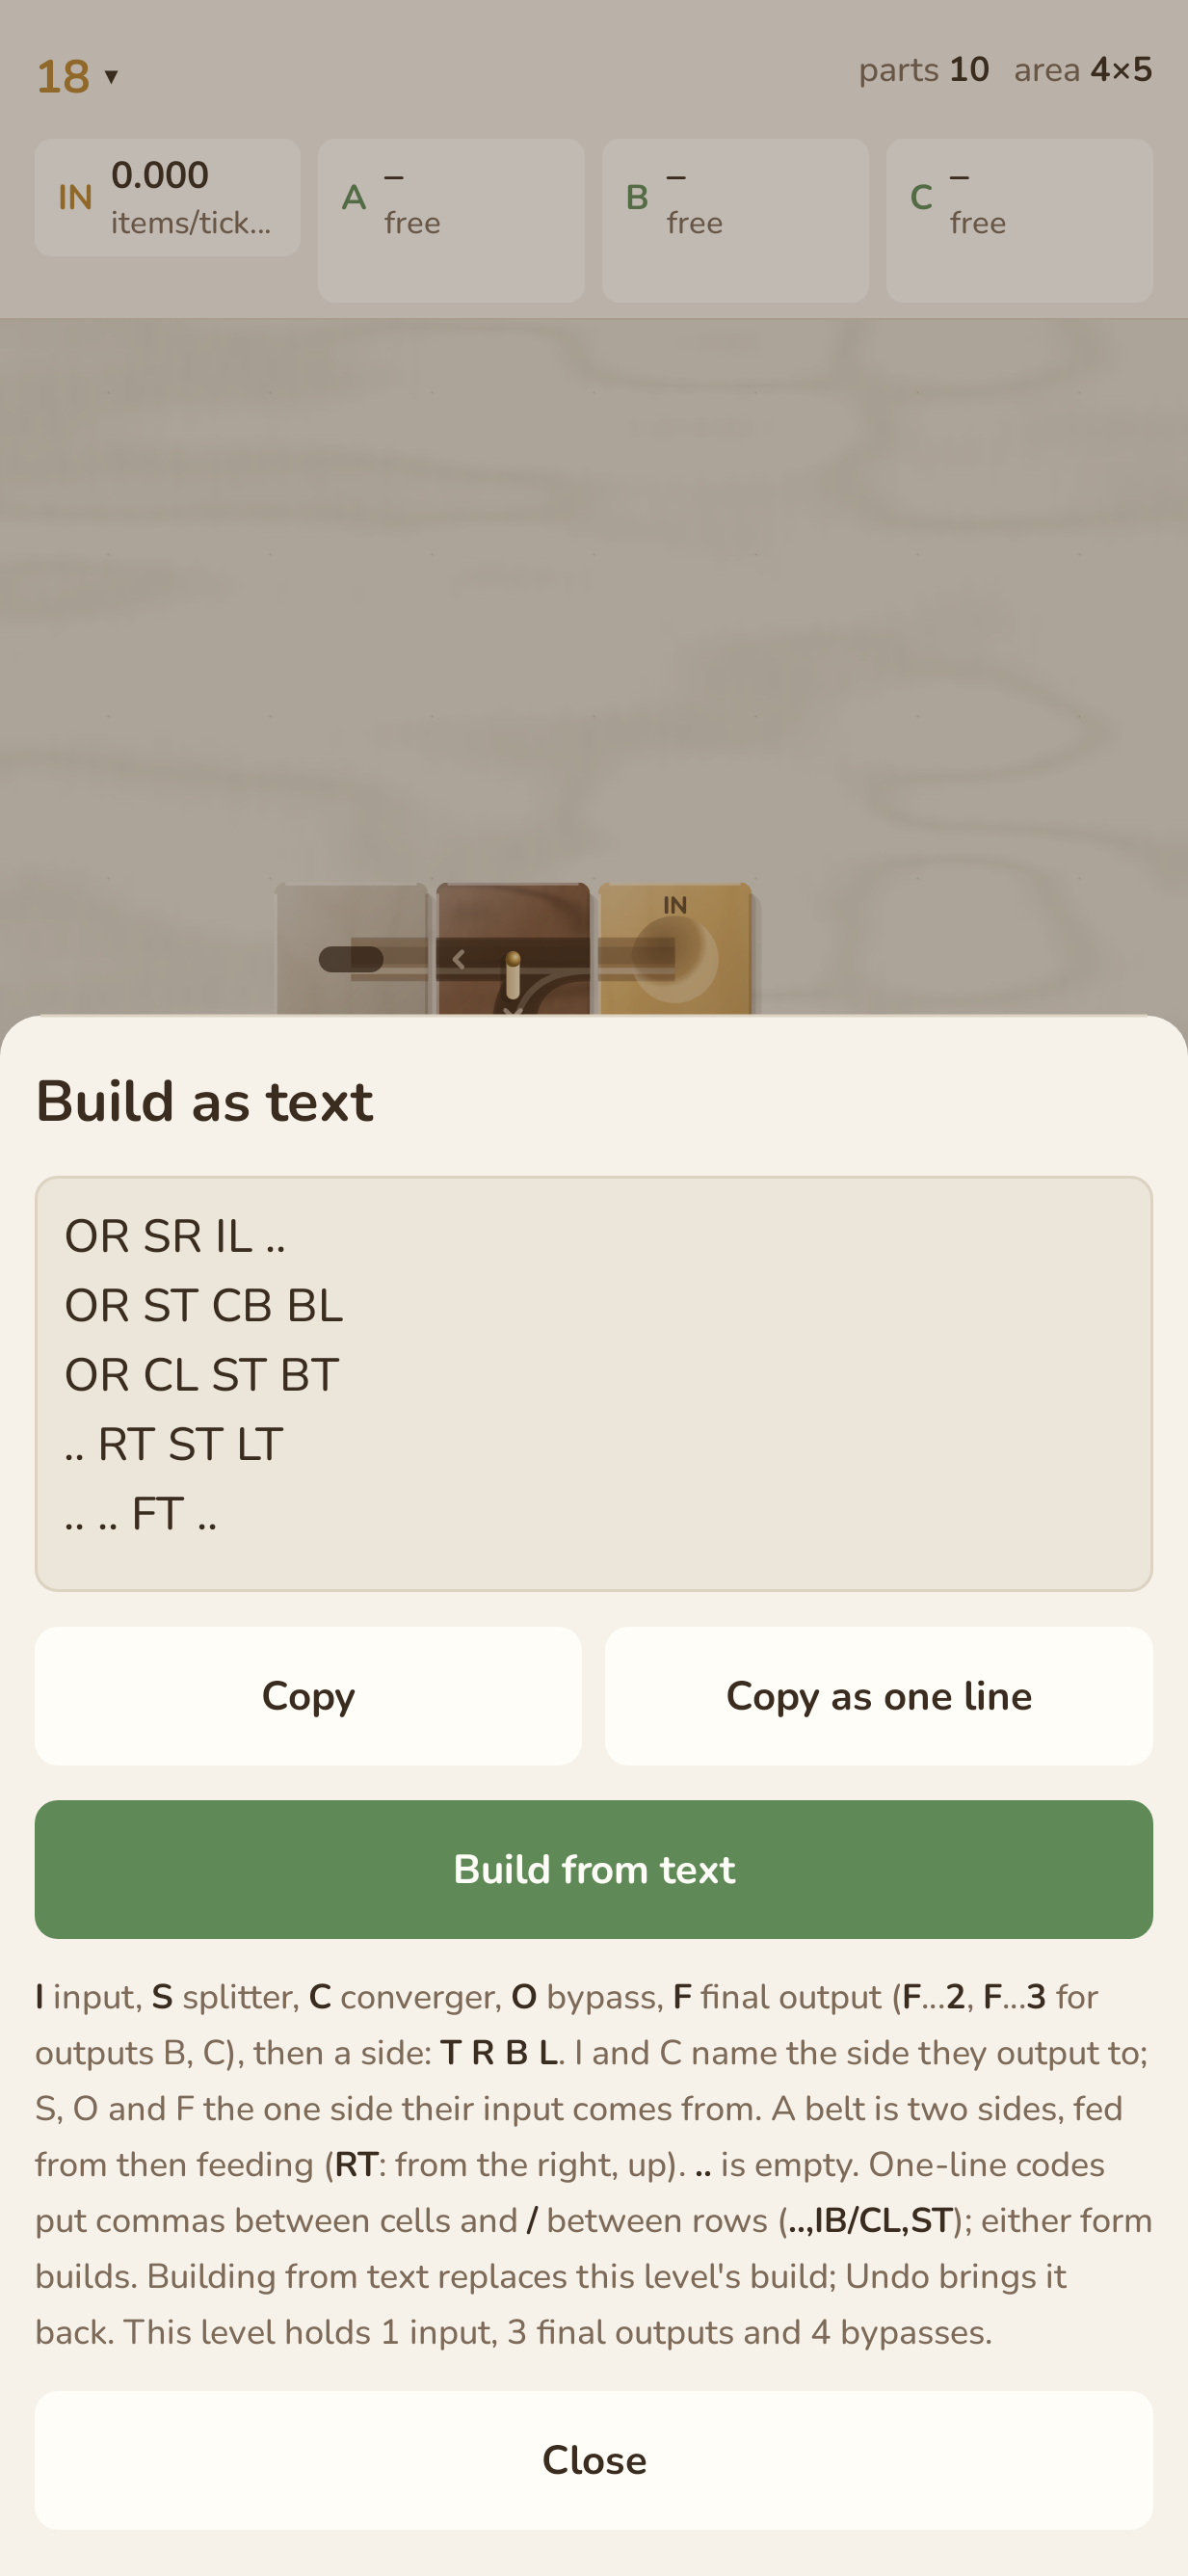 18 ▾ parts 10 area 4×5
IN 0.000 items/tick...
A – free
B – free
C – free
IN
Build as text
OR SR IL ..
OR ST CB BL
OR CL ST BT
.. RT ST LT
.. .. FT ..
Copy
Copy as one line
Build from text
I input, S splitter, C converger, O bypass, F final output (F...2, F...3 for
outputs B, C), then a side: T R B L. I and C name the side they output to;
S, O and F the one side their input comes from. A belt is two sides, fed
from then feeding (RT: from the right, up). .. is empty. One-line codes
put commas between cells and / between rows (..,IB/CL,ST); either form
builds. Building from text replaces this level's build; Undo brings it
back. This level holds 1 input, 3 final outputs and 4 bypasses.
Close